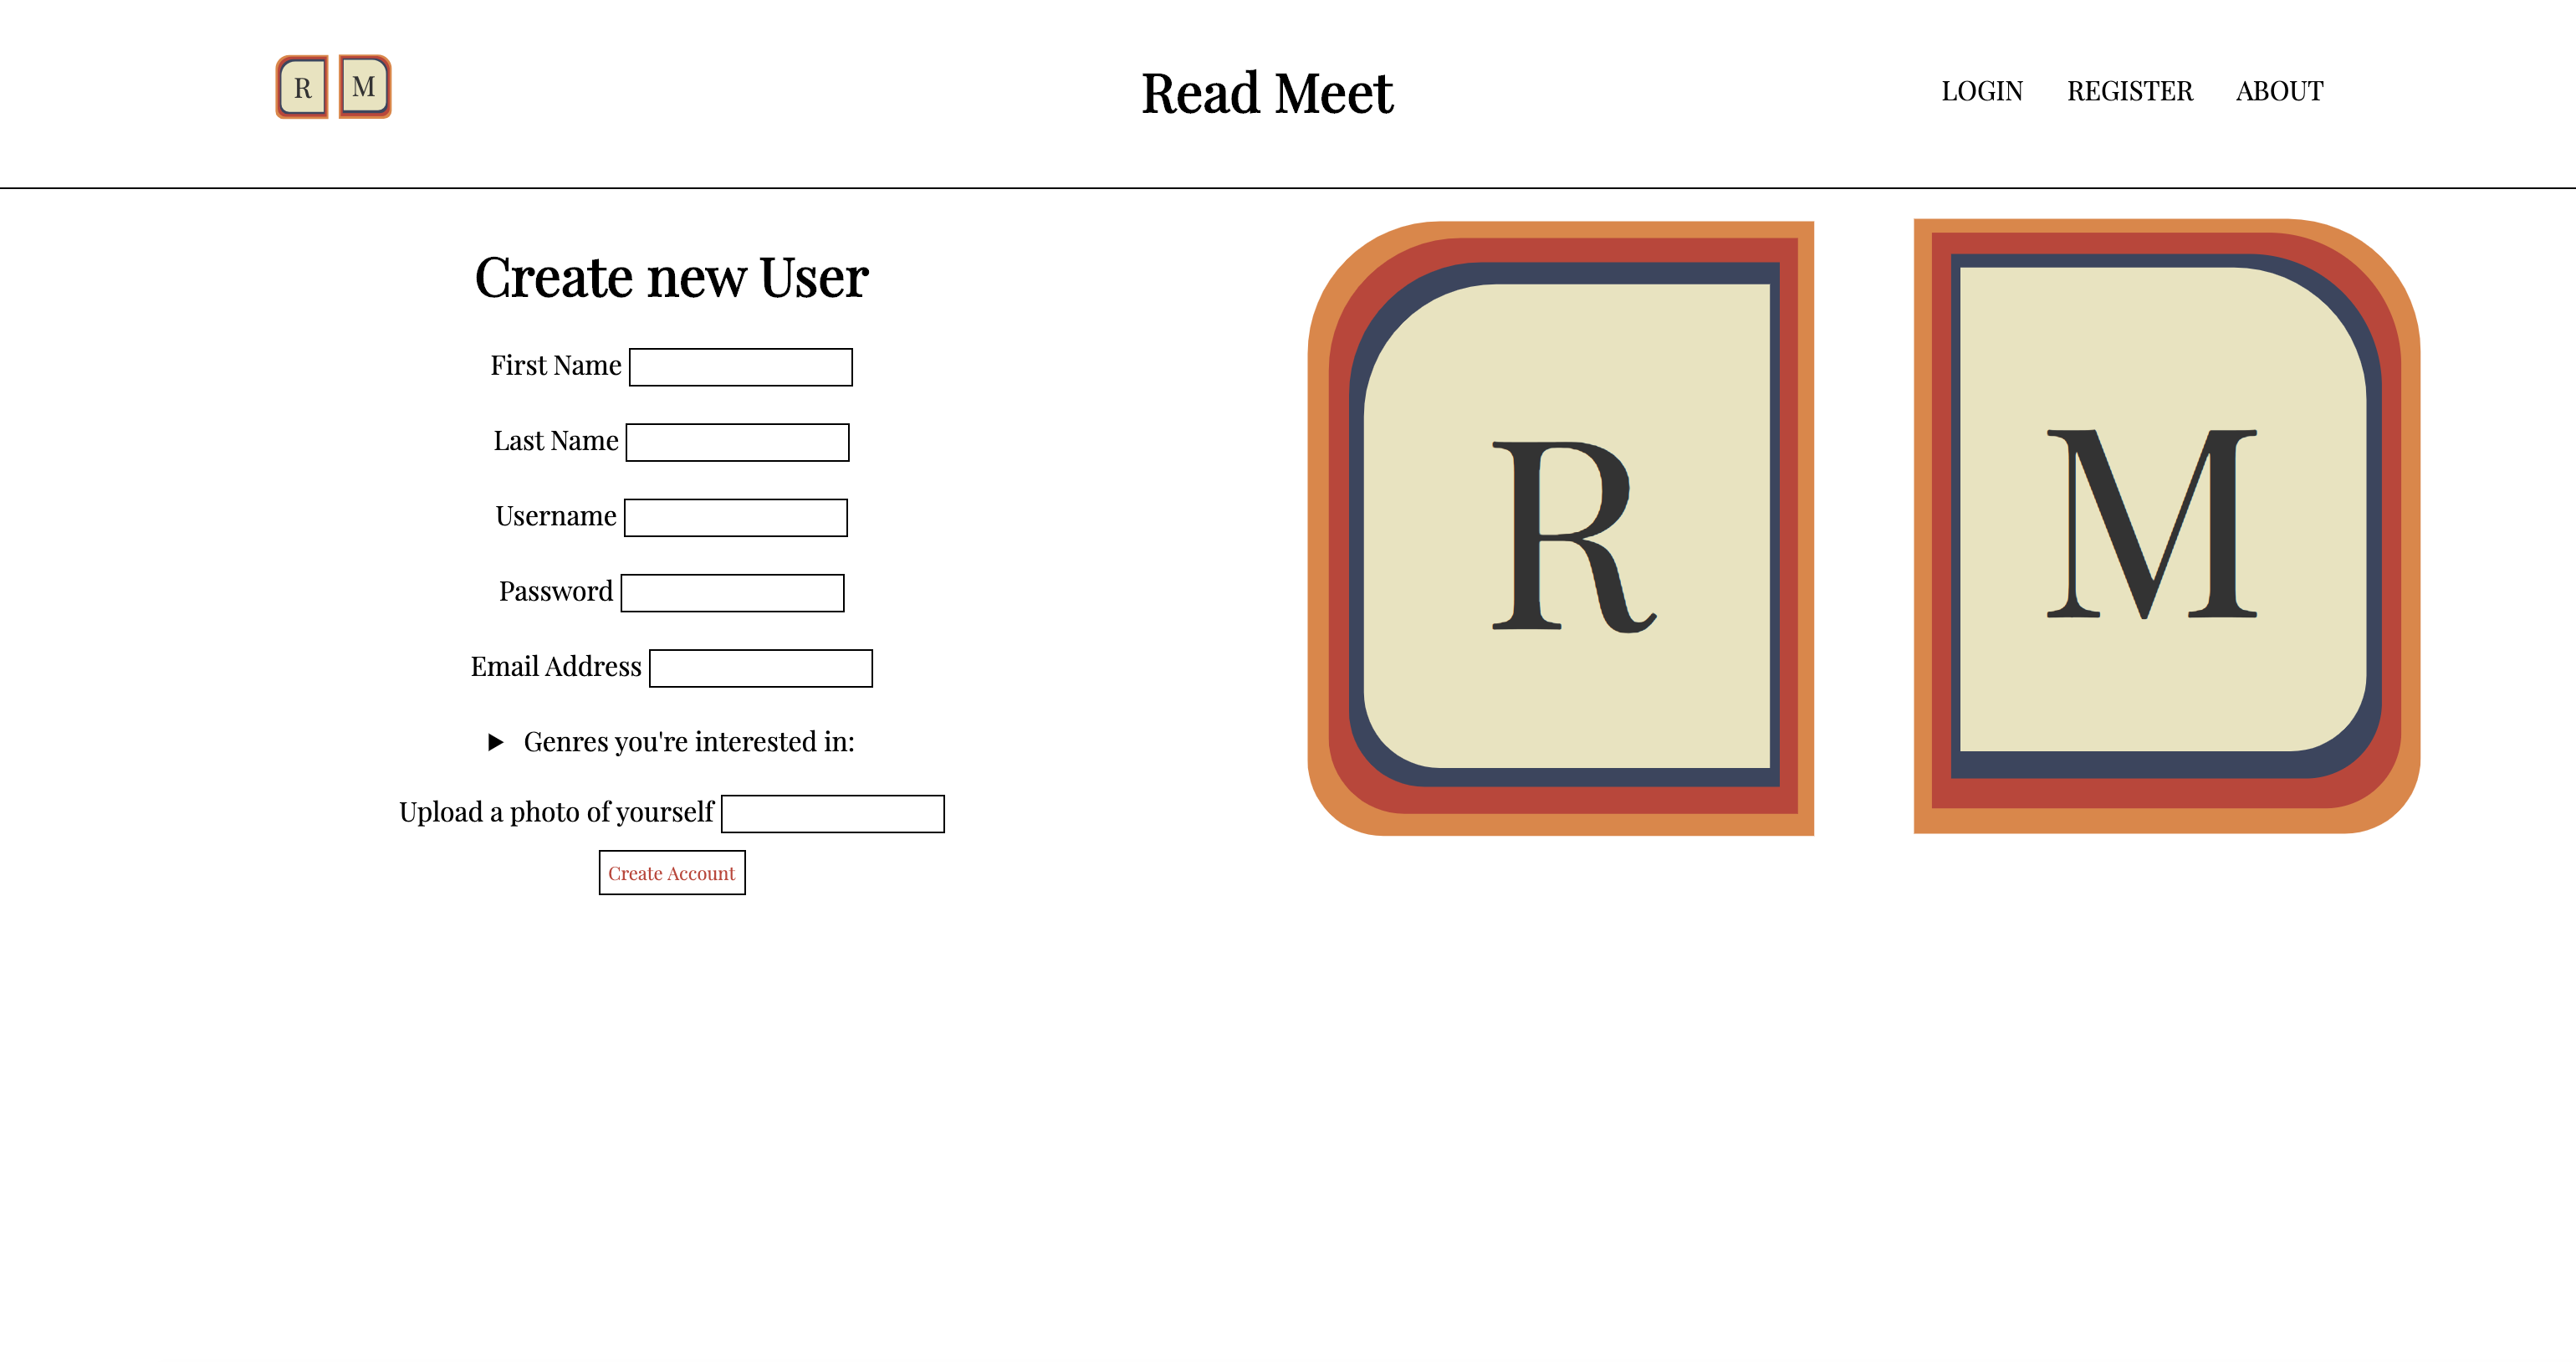 R M
Read Meet
LOGIN REGISTER ABOUT
Create new User
First Name
Last Name
Username
Password
Email Address
Genres you're interested in:
Upload a photo of yourself
Create Account
R M